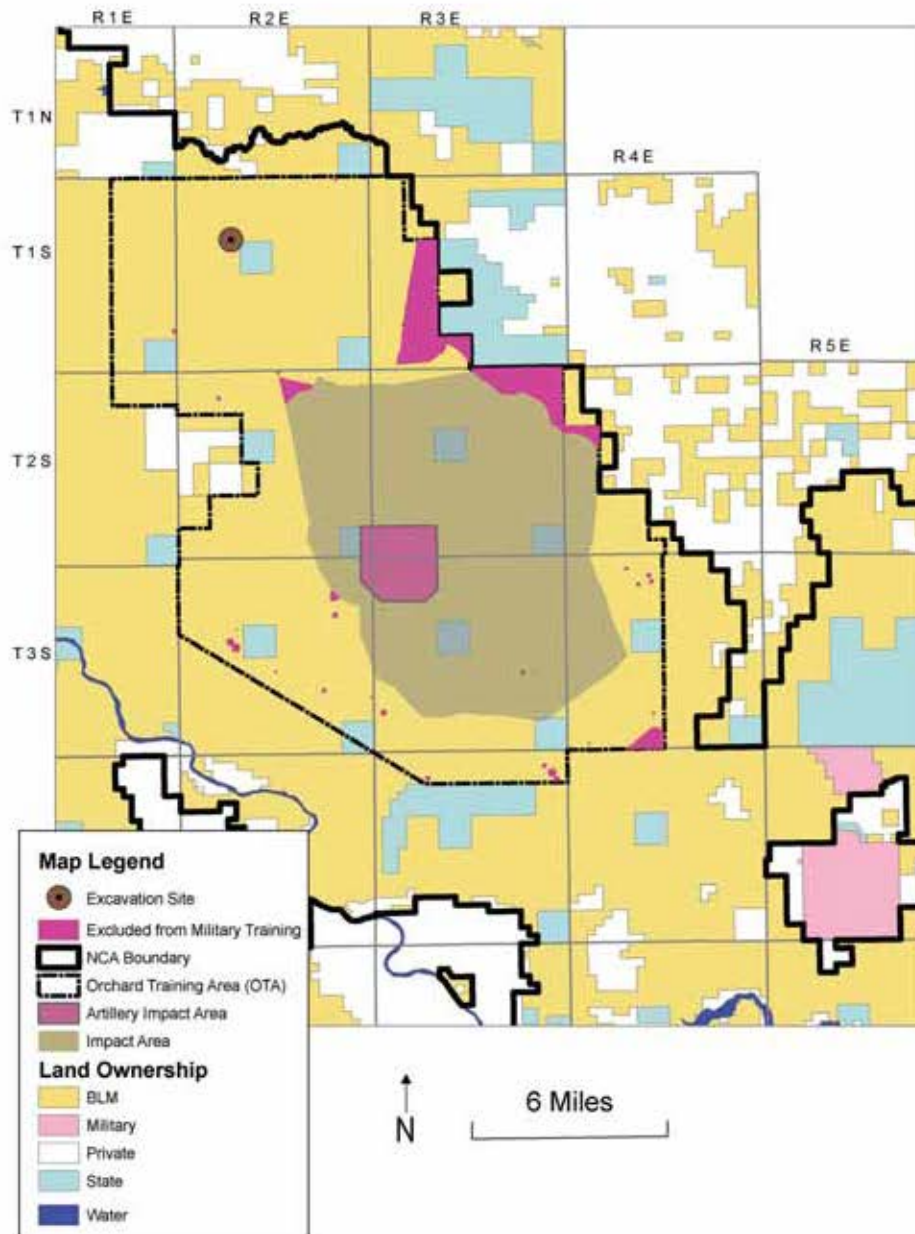 R1E
R2E
R3E
T1N
R4E
T1S
R5E
T2S
T3S
Map Legend
Excavation Site
Excluded from Military Training
NCA Boundary
Orchard Training Area (OTA)
Artillery Impact Area
Impact Area
Land Ownership
BLM
Military
Private
State
Water
N
6 Miles